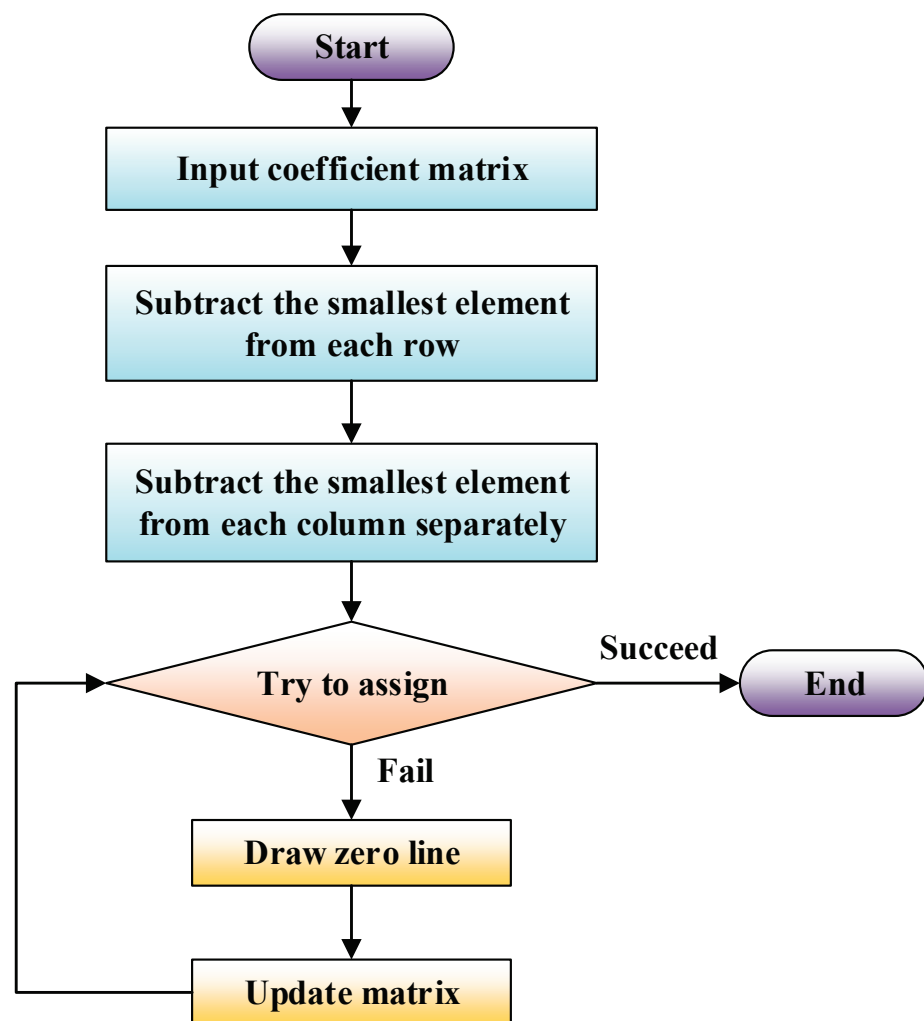 Start
Input coefficient matrix
Subtract the smallest element
from each row
Subtract the smallest element
from each column separately
Try to assign
Succeed
End
Fail
Draw zero line
Update matrix